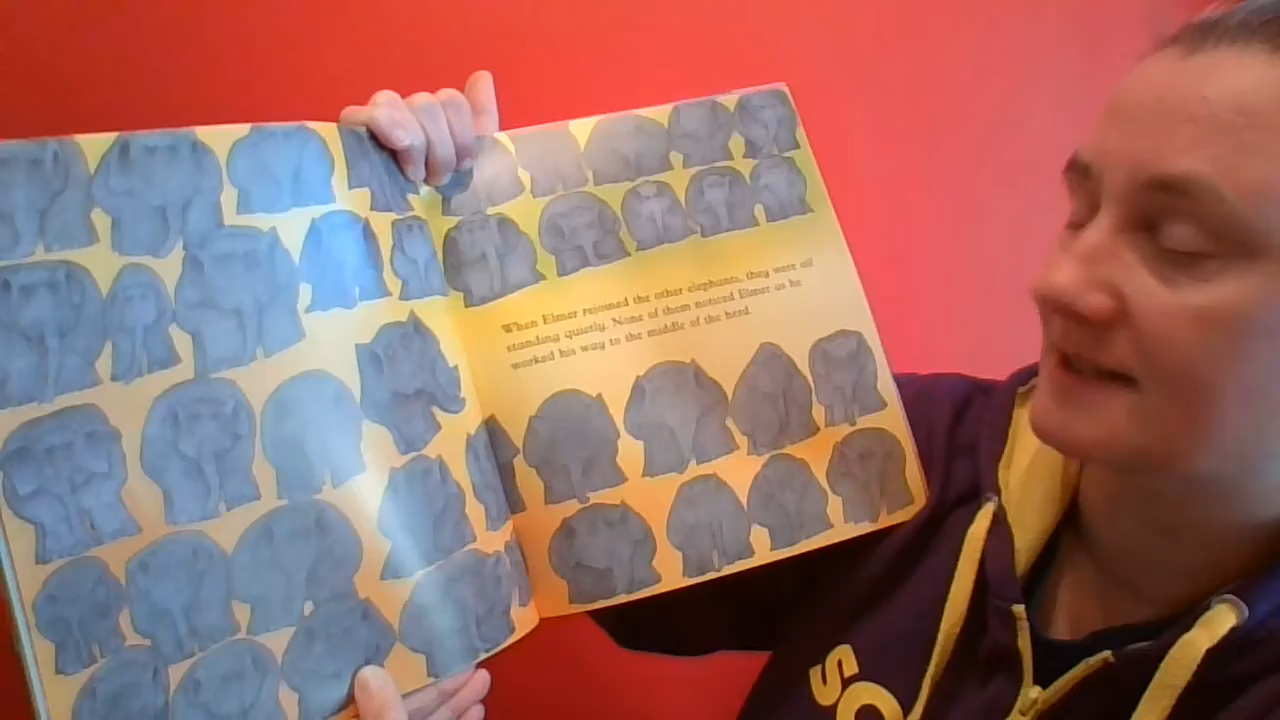 When Elmer rejoined the other elephants, they were all
standing quietly. None of them noticed Elmer as he
worked his way to the middle of the herd.
SO